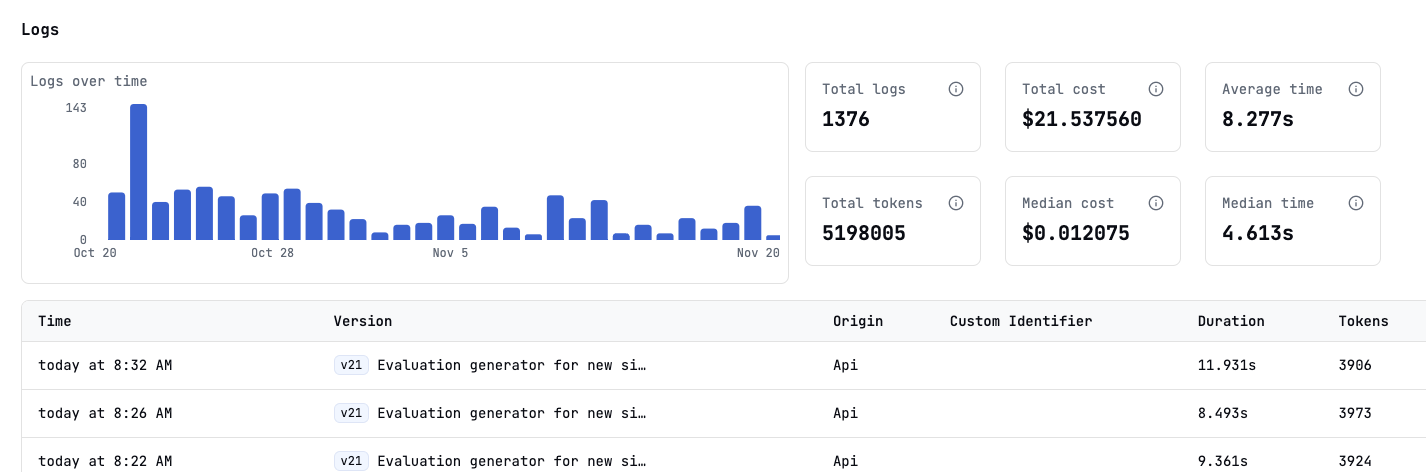 Logs
Logs over time
143
80
40
0
Oct 20 Oct 28 Nov 5 Nov 20
Total logs
1376
Total cost
$21.537560
Average time
8.277s
Total tokens
5198005
Median cost
$0.012075
Median time
4.613s
Time Version Origin Custom Identifier Duration Tokens
today at 8:32 AM v21 Evaluation generator for new si… Api 11.931s 3906
today at 8:26 AM v21 Evaluation generator for new si… Api 8.493s 3973
today at 8:22 AM v21 Evaluation generator for new si… Api 9.361s 3924